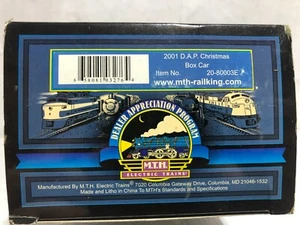 2001 D.A.P. Christmas
Box Car
Item No. 20-80003E
www.mth-railking.com
DEALER APPRECIATION PROGRAM
M.T.H.
ELECTRIC TRAINS
Manufactured By M.T.H. Electric Trains® 7020 Columbia Gateway Drive, Columbia, MD 21046-1532
Made and Litho in China To MTH's Standards and Specifications